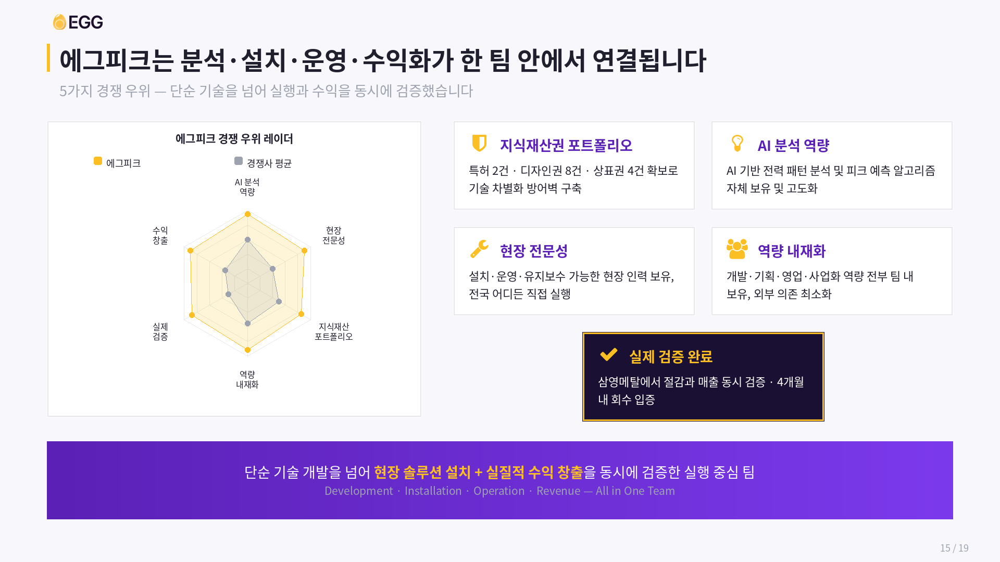 EGG
에그피크는 분석·설치·운영·수익화가 한 팀 안에서 연결됩니다
5가지 경쟁 우위 — 단순 기술을 넘어 실행과 수익을 동시에 검증했습니다
에그피크 경쟁 우위 레이더
에그피크
경쟁사 평균
AI 분석
역량
현장
전문성
지식재산
포트폴리오
역량
내재화
실제
검증
수익
창출
지식재산권 포트폴리오
특허 2건 · 디자인권 8건 · 상표권 4건 확보로
기술 차별화 방어벽 구축
AI 분석 역량
AI 기반 전력 패턴 분석 및 피크 예측 알고리즘
자체 보유 및 고도화
현장 전문성
설치·운영·유지보수 가능한 현장 인력 보유,
전국 어디든 직접 실행
역량 내재화
개발·기획·영업·사업화 역량 전부 팀 내
보유, 외부 의존 최소화
실제 검증 완료
삼영메탈에서 절감과 매출 동시 검증 · 4개월
내 회수 입증
단순 기술 개발을 넘어 현장 솔루션 설치 + 실질적 수익 창출을 동시에 검증한 실행 중심 팀
Development · Installation · Operation · Revenue — All in One Team
15 / 19